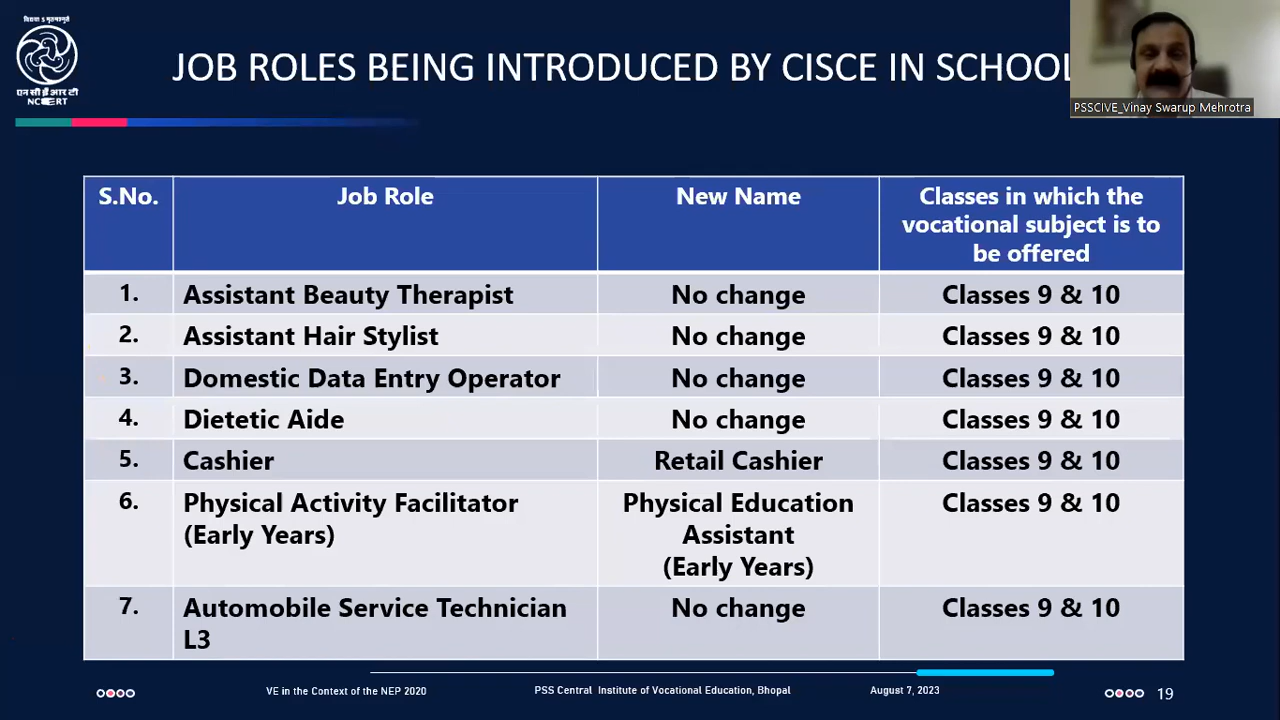 विद्यया ऽ मृतमश्नुते
एन सी ई आर टी
NCERT
JOB ROLES BEING INTRODUCED BY CISCE IN SCHOOL
PSSCIVE_Vinay Swarup Mehrotra
S.No.
Job Role
New Name
Classes in which the
vocational subject is to
be offered
1.
Assistant Beauty Therapist
No change
Classes 9 & 10
2.
Assistant Hair Stylist
No change
Classes 9 & 10
3.
Domestic Data Entry Operator
No change
Classes 9 & 10
4.
Dietetic Aide
No change
Classes 9 & 10
5.
Cashier
Retail Cashier
Classes 9 & 10
6.
Physical Activity Facilitator
(Early Years)
Physical Education
Assistant
(Early Years)
Classes 9 & 10
7.
Automobile Service Technician
L3
No change
Classes 9 & 10
VE in the Context of the NEP 2020
PSS Central Institute of Vocational Education, Bhopal
August 7, 2023
19